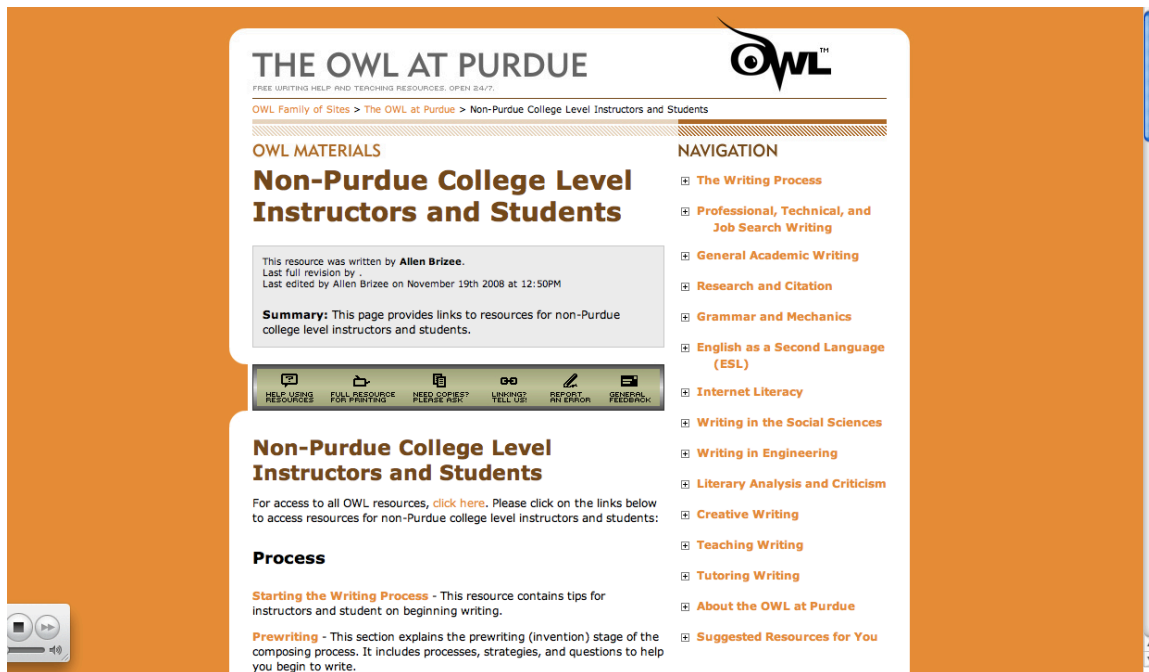 THE OWL AT PURDUE
FREE WRITING HELP AND TEACHING RESOURCES. OPEN 24/7.
OWL™
OWL Family of Sites > The OWL at Purdue > Non-Purdue College Level Instructors and Students
OWL MATERIALS
Non-Purdue College Level
Instructors and Students
This resource was written by Allen Brizee.
Last full revision by .
Last edited by Allen Brizee on November 19th 2008 at 12:50PM
Summary: This page provides links to resources for non-Purdue
college level instructors and students.
HELP USING
RESOURCES
FULL RESOURCE
FOR PRINTING
NEED COPIES?
PLEASE ASK
LINKING?
TELL US!
REPORT
AN ERROR
GENERAL
FEEDBACK
Non-Purdue College Level
Instructors and Students
For access to all OWL resources, click here. Please click on the links below
to access resources for non-Purdue college level instructors and students:
Process
Starting the Writing Process - This resource contains tips for
instructors and student on beginning writing.
Prewriting - This section explains the prewriting (invention) stage of the
composing process. It includes processes, strategies, and questions to help
you begin to write.
NAVIGATION
The Writing Process
Professional, Technical, and
Job Search Writing
General Academic Writing
Research and Citation
Grammar and Mechanics
English as a Second Language
(ESL)
Internet Literacy
Writing in the Social Sciences
Writing in Engineering
Literary Analysis and Criticism
Creative Writing
Teaching Writing
Tutoring Writing
About the OWL at Purdue
Suggested Resources for You